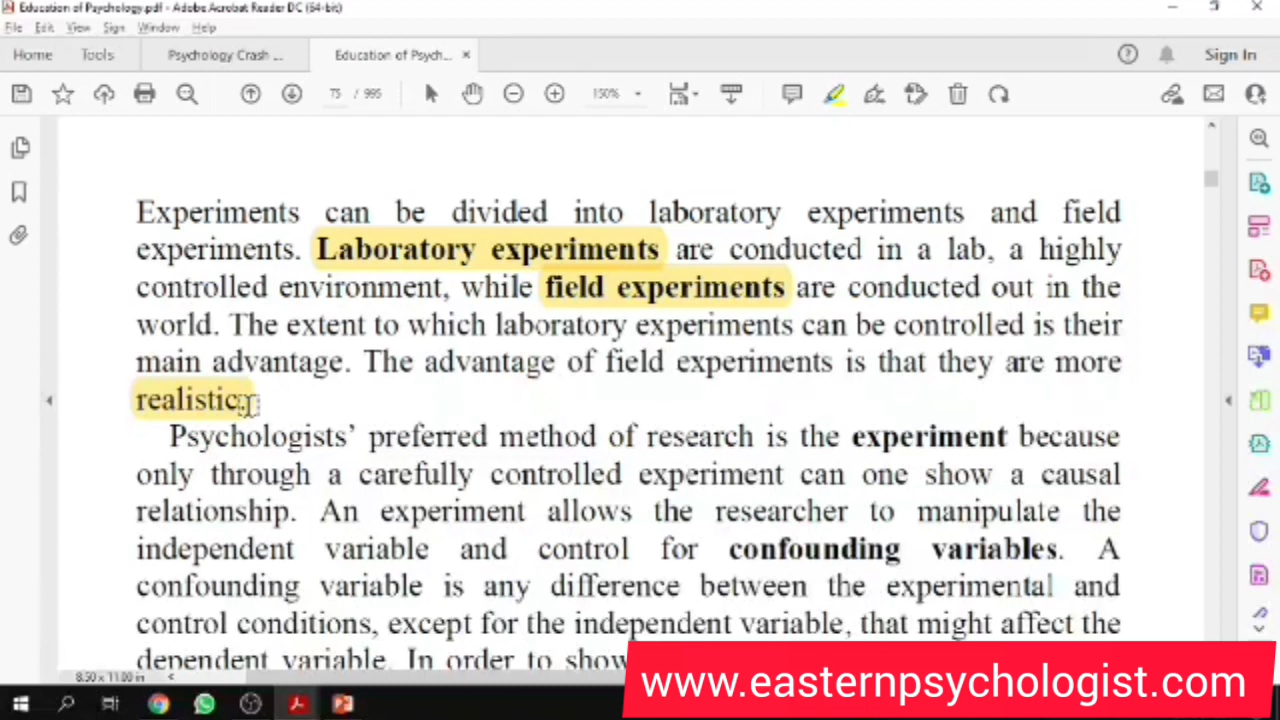 Education of Psychology.pdf - Adobe Acrobat Reader DC (64-bit)
File Edit View Sign Window Help
Home Tools Psychology Crash ... Education of Psych... × Sign In
75 / 995 150%
Experiments can be divided into laboratory experiments and field
experiments. Laboratory experiments are conducted in a lab, a highly
controlled environment, while field experiments are conducted out in the
world. The extent to which laboratory experiments can be controlled is their
main advantage. The advantage of field experiments is that they are more
realistic.
Psychologists’ preferred method of research is the experiment because
only through a carefully controlled experiment can one show a causal
relationship. An experiment allows the researcher to manipulate the
independent variable and control for confounding variables. A
confounding variable is any difference between the experimental and
control conditions, except for the independent variable, that might affect the
dependent variable. In order to show
8.50 x 11.00 in
www.easternpsychologist.com